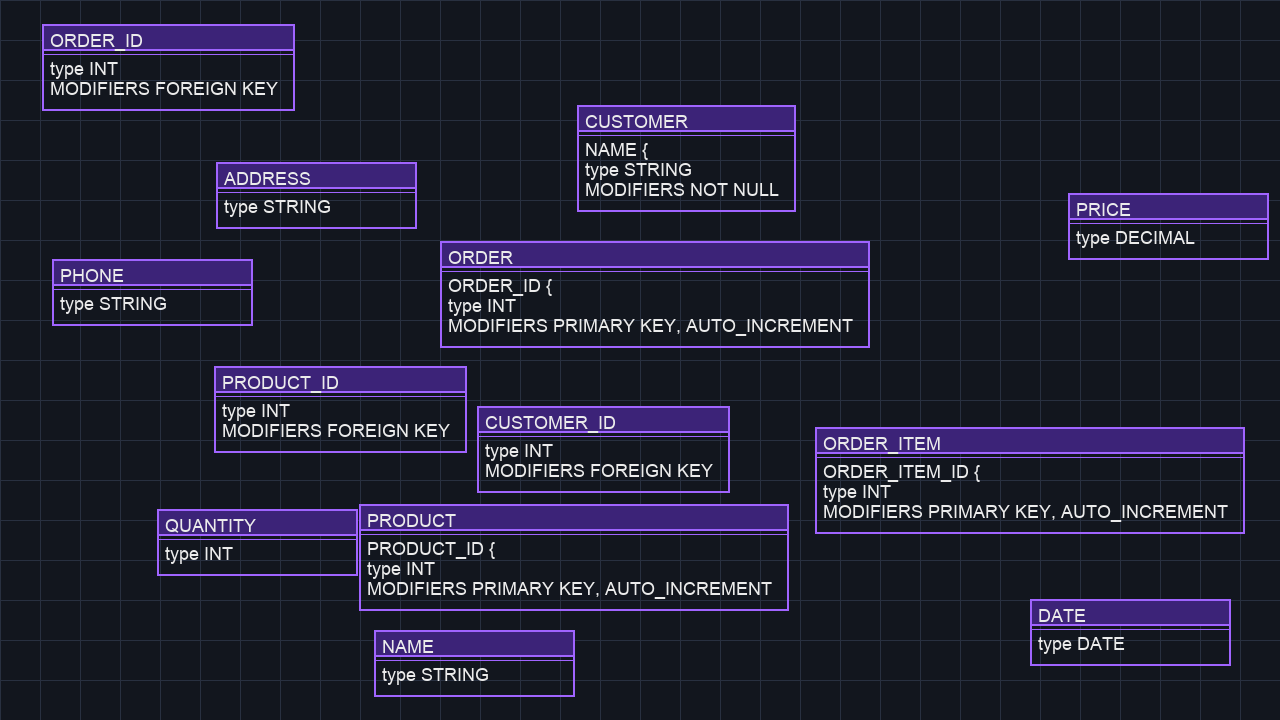 ORDER_ID
type INT
MODIFIERS FOREIGN KEY
CUSTOMER
NAME {
type STRING
MODIFIERS NOT NULL
ADDRESS
type STRING
PRICE
type DECIMAL
ORDER
ORDER_ID {
type INT
MODIFIERS PRIMARY KEY, AUTO_INCREMENT
PHONE
type STRING
PRODUCT_ID
type INT
MODIFIERS FOREIGN KEY
CUSTOMER_ID
type INT
MODIFIERS FOREIGN KEY
ORDER_ITEM
ORDER_ITEM_ID {
type INT
MODIFIERS PRIMARY KEY, AUTO_INCREMENT
QUANTITY
type INT
PRODUCT
PRODUCT_ID {
type INT
MODIFIERS PRIMARY KEY, AUTO_INCREMENT
DATE
type DATE
NAME
type STRING